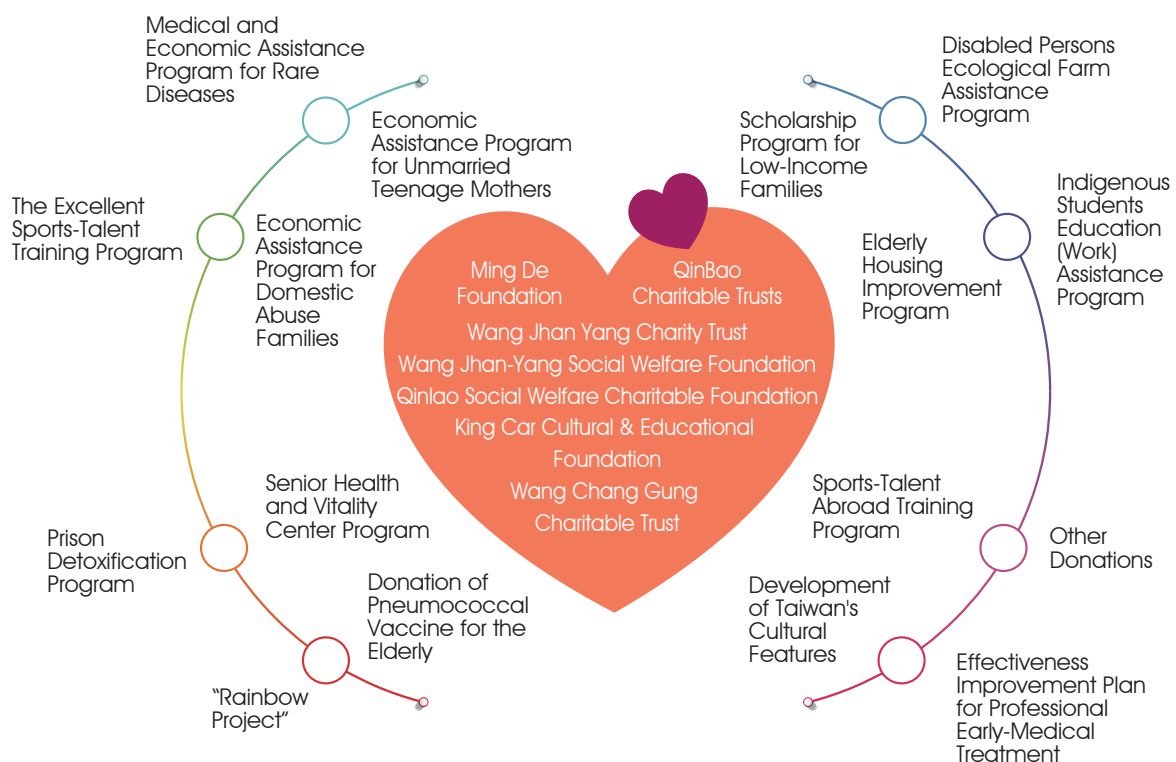 Medical and
Economic Assistance
Program for Rare
Diseases
Economic
Assistance Program
for Unmarried
Teenage Mothers
The Excellent
Sports-Talent
Training Program
Economic
Assistance
Program for
Domestic
Abuse
Families
Prison
Detoxification
Program
Senior Health
and Vitality
Center Program
"Rainbow
Project"
Donation of
Pneumococcal
Vaccine for the
Elderly
Ming De
Foundation
QinBao
Charitable Trusts
Wang Jhan Yang Charity Trust
Wang Jhan-Yang Social Welfare Foundation
Qinlao Social Welfare Charitable Foundation
King Car Cultural & Educational
Foundation
Wang Chang Gung
Charitable Trust
Disabled Persons
Ecological Farm
Assistance
Program
Scholarship
Program for
Low-Income
Families
Indigenous
Students
Education
(Work)
Assistance
Program
Elderly
Housing
Improvement
Program
Sports-Talent
Abroad Training
Program
Other
Donations
Development
of Taiwan's
Cultural
Features
Effectiveness
Improvement Plan
for Professional
Early-Medical
Treatment